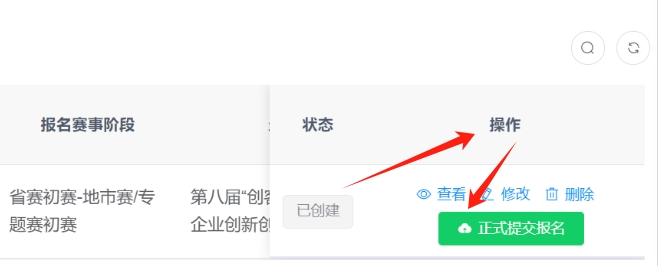 报名赛事阶段
状态
操作
省赛初赛-地市赛/专
题赛初赛
第八届“创客
企业创新创
已创建
查看
修改
删除
正式提交报名